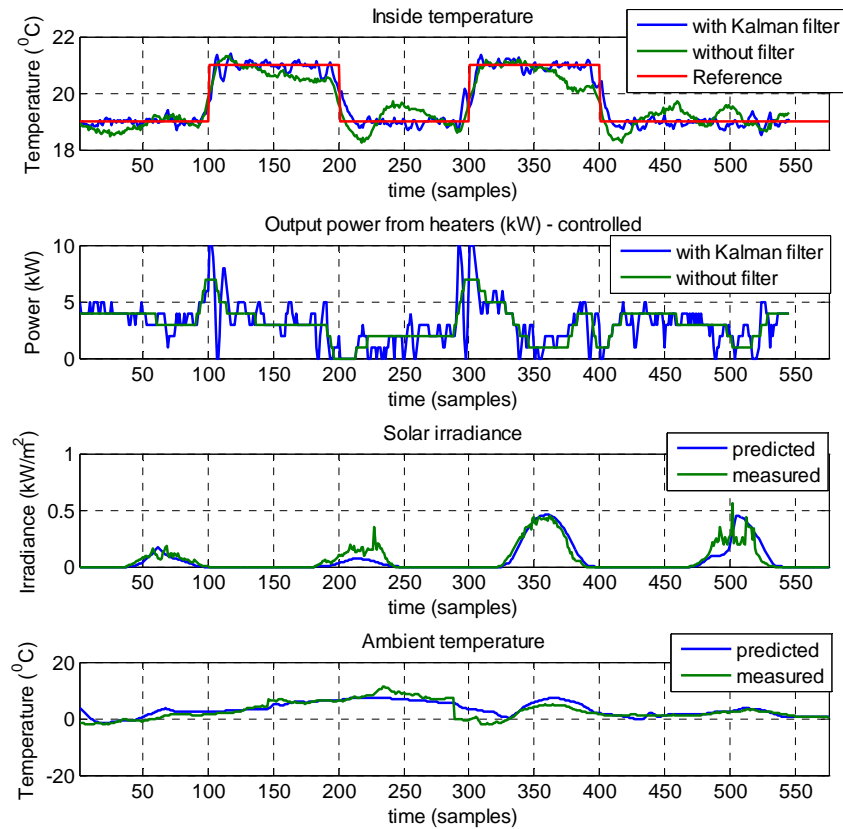 Inside temperature
with Kalman filter
without filter
Reference
Temperature (⁰C)
22
20
18
50 100 150 200 250 300 350 400 450 500 550
time (samples)
Output power from heaters (kW) - controlled
with Kalman filter
without filter
Power (kW)
10
5
0
50 100 150 200 250 300 350 400 450 500 550
time (samples)
Solar irradiance
predicted
measured
Irradiance (kW/m²)
1
0.5
0
50 100 150 200 250 300 350 400 450 500 550
time (samples)
Ambient temperature
predicted
measured
Temperature (⁰C)
20
0
-20
50 100 150 200 250 300 350 400 450 500 550
time (samples)